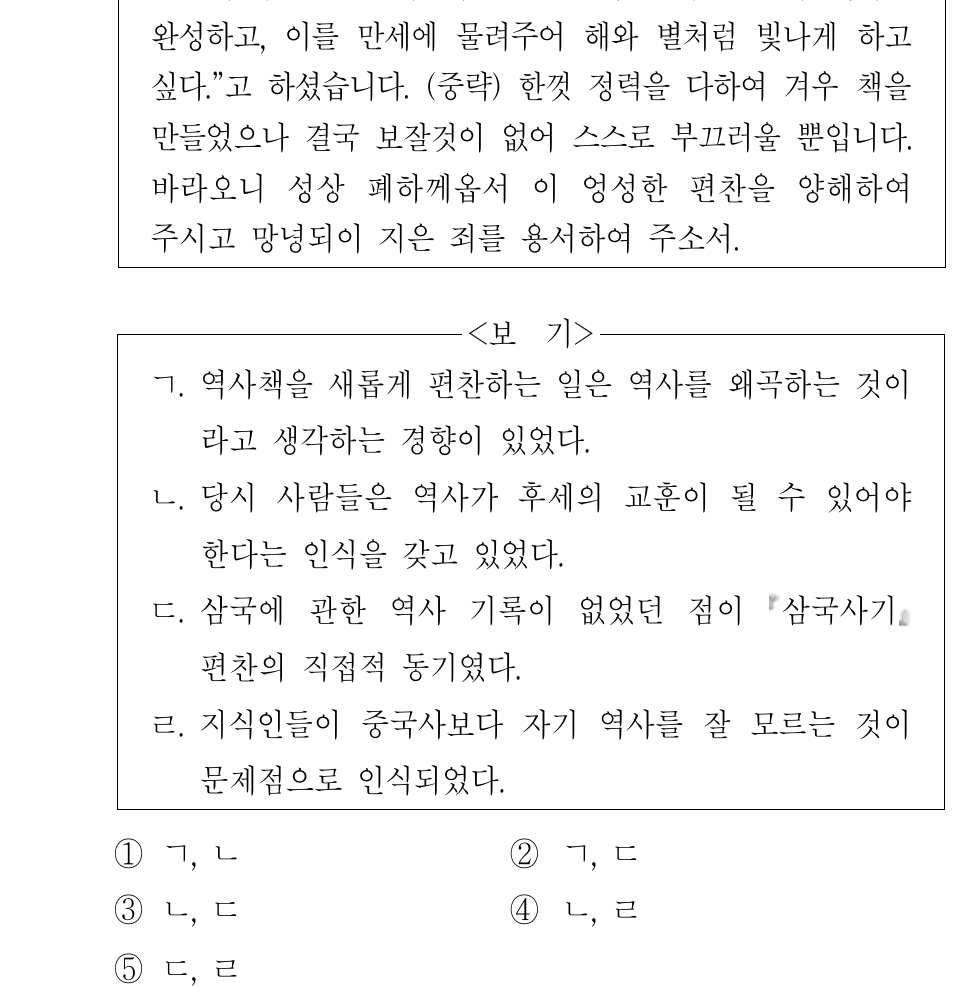 완성하고, 이를 만세에 물려주어 해와 별처럼 빛나게 하고
싶다.”고 하셨습니다. (중략) 한껏 정력을 다하여 겨우 책을
만들었으나 결국 보잘것이 없어 스스로 부끄러울 뿐입니다.
바라오니 성상 폐하께옵서 이 엉성한 편찬을 양해하여
주시고 망녕되이 지은 죄를 용서하여 주소서.
<보 기>
ㄱ. 역사책을 새롭게 편찬하는 일은 역사를 왜곡하는 것이
라고 생각하는 경향이 있었다.
ㄴ. 당시 사람들은 역사가 후세의 교훈이 될 수 있어야
한다는 인식을 갖고 있었다.
ㄷ. 삼국에 관한 역사 기록이 없었던 점이 『삼국사기』
편찬의 직접적 동기였다.
ㄹ. 지식인들이 중국사보다 자기 역사를 잘 모르는 것이
문제점으로 인식되었다.
① ㄱ, ㄴ ② ㄱ, ㄷ
③ ㄴ, ㄷ ④ ㄴ, ㄹ
⑤ ㄷ, ㄹ